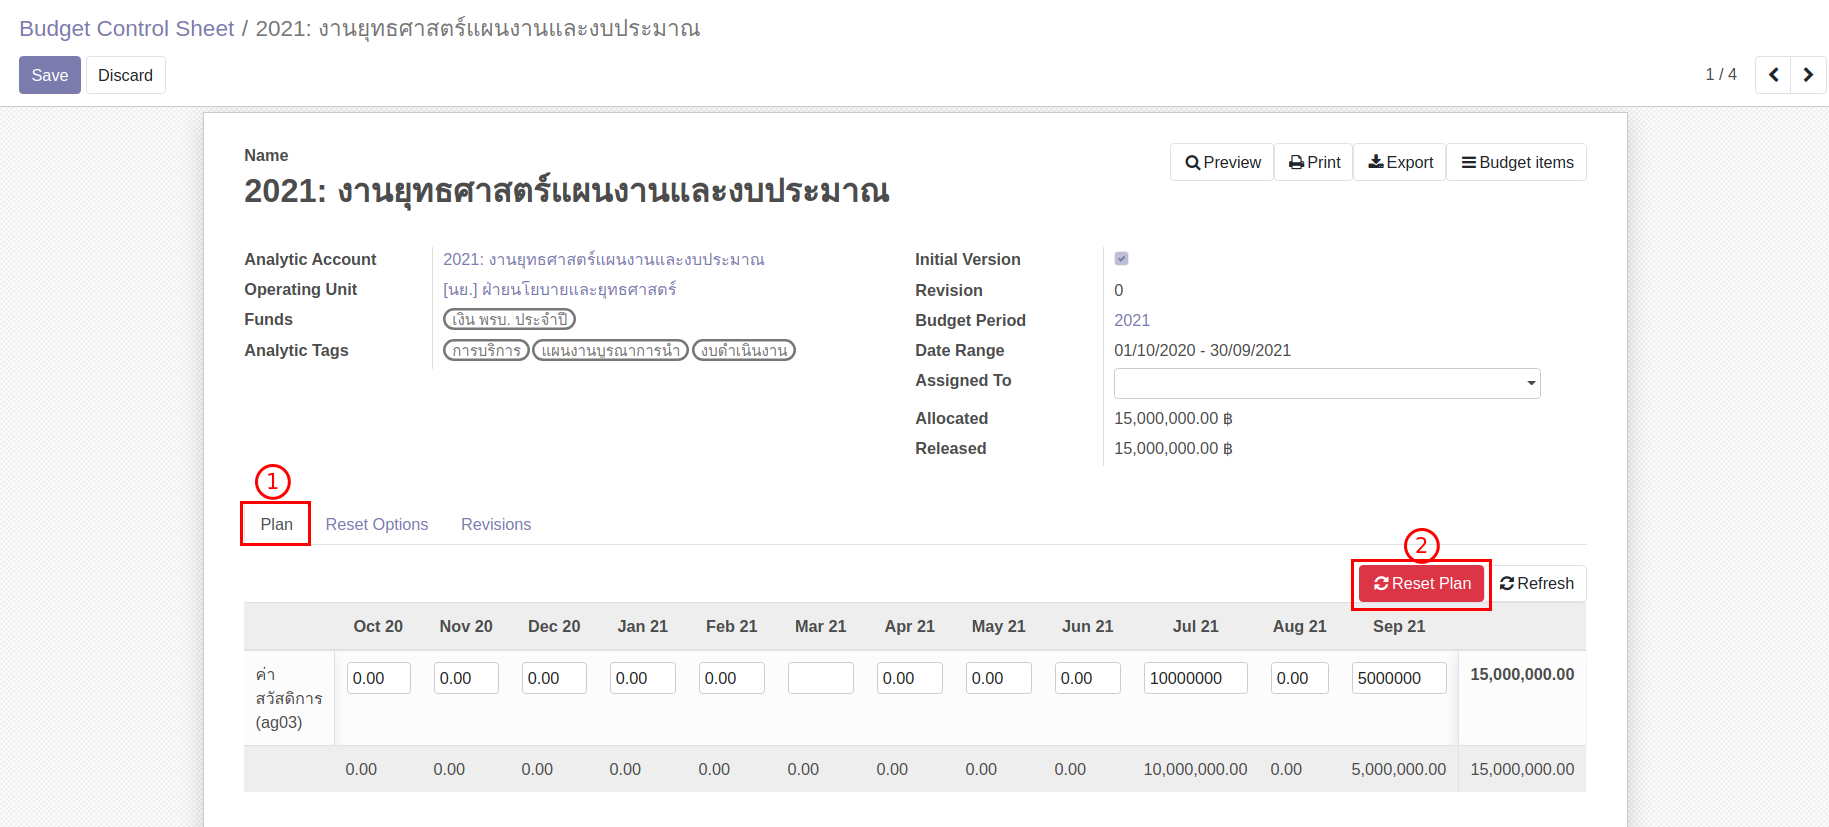 Budget Control Sheet / 2021: งานยุทธศาสตร์แผนงานและงบประมาณ
Save Discard 1 / 4
Name
Preview Print Export Budget items
2021: งานยุทธศาสตร์แผนงานและงบประมาณ
Analytic Account 2021: งานยุทธศาสตร์แผนงานและงบประมาณ
Operating Unit [นย.] ฝ่ายนโยบายและยุทธศาสตร์
Funds เงิน พรบ. ประจำปี
Analytic Tags การบริการ แผนงานบูรณาการนำ งบดำเนินงาน
Initial Version
Revision 0
Budget Period 2021
Date Range 01/10/2020 - 30/09/2021
Assigned To
Allocated 15,000,000.00 ฿
Released 15,000,000.00 ฿
1
Plan Reset Options Revisions
2
Reset Plan Refresh
Oct 20 Nov 20 Dec 20 Jan 21 Feb 21 Mar 21 Apr 21 May 21 Jun 21 Jul 21 Aug 21 Sep 21
ค่า
สวัสดิการ
(ag03)
0.00 0.00 0.00 0.00 0.00 0.00 0.00 0.00 10000000 0.00 5000000 15,000,000.00
0.00 0.00 0.00 0.00 0.00 0.00 0.00 0.00 0.00 10,000,000.00 0.00 5,000,000.00 15,000,000.00